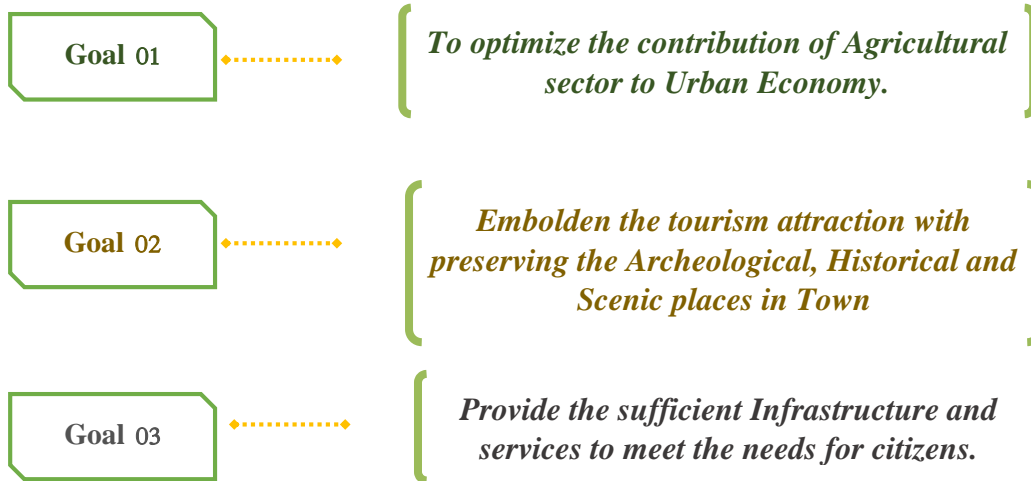 Goal 01
To optimize the contribution of Agricultural
sector to Urban Economy.
Goal 02
Embolden the tourism attraction with
preserving the Archeological, Historical and
Scenic places in Town
Goal 03
Provide the sufficient Infrastructure and
services to meet the needs for citizens.